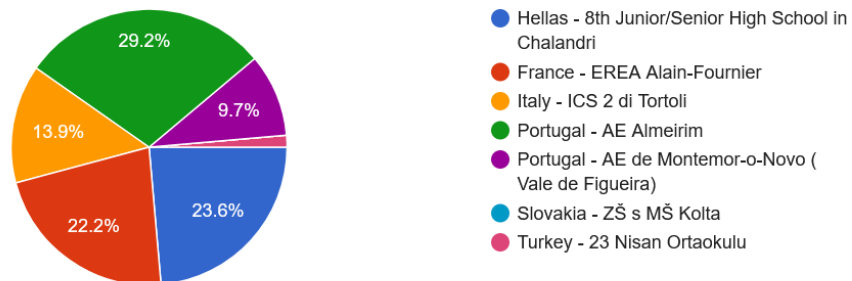 29.2%
9.7%
13.9%
22.2%
23.6%
Hellas - 8th Junior/Senior High School in
Chalandri
France - EREA Alain-Fournier
Italy - ICS 2 di Tortoli
Portugal - AE Almeirim
Portugal - AE de Montemor-o-Novo (
Vale de Figueira)
Slovakia - ZŠ s MŠ Kolta
Turkey - 23 Nisan Ortaokulu